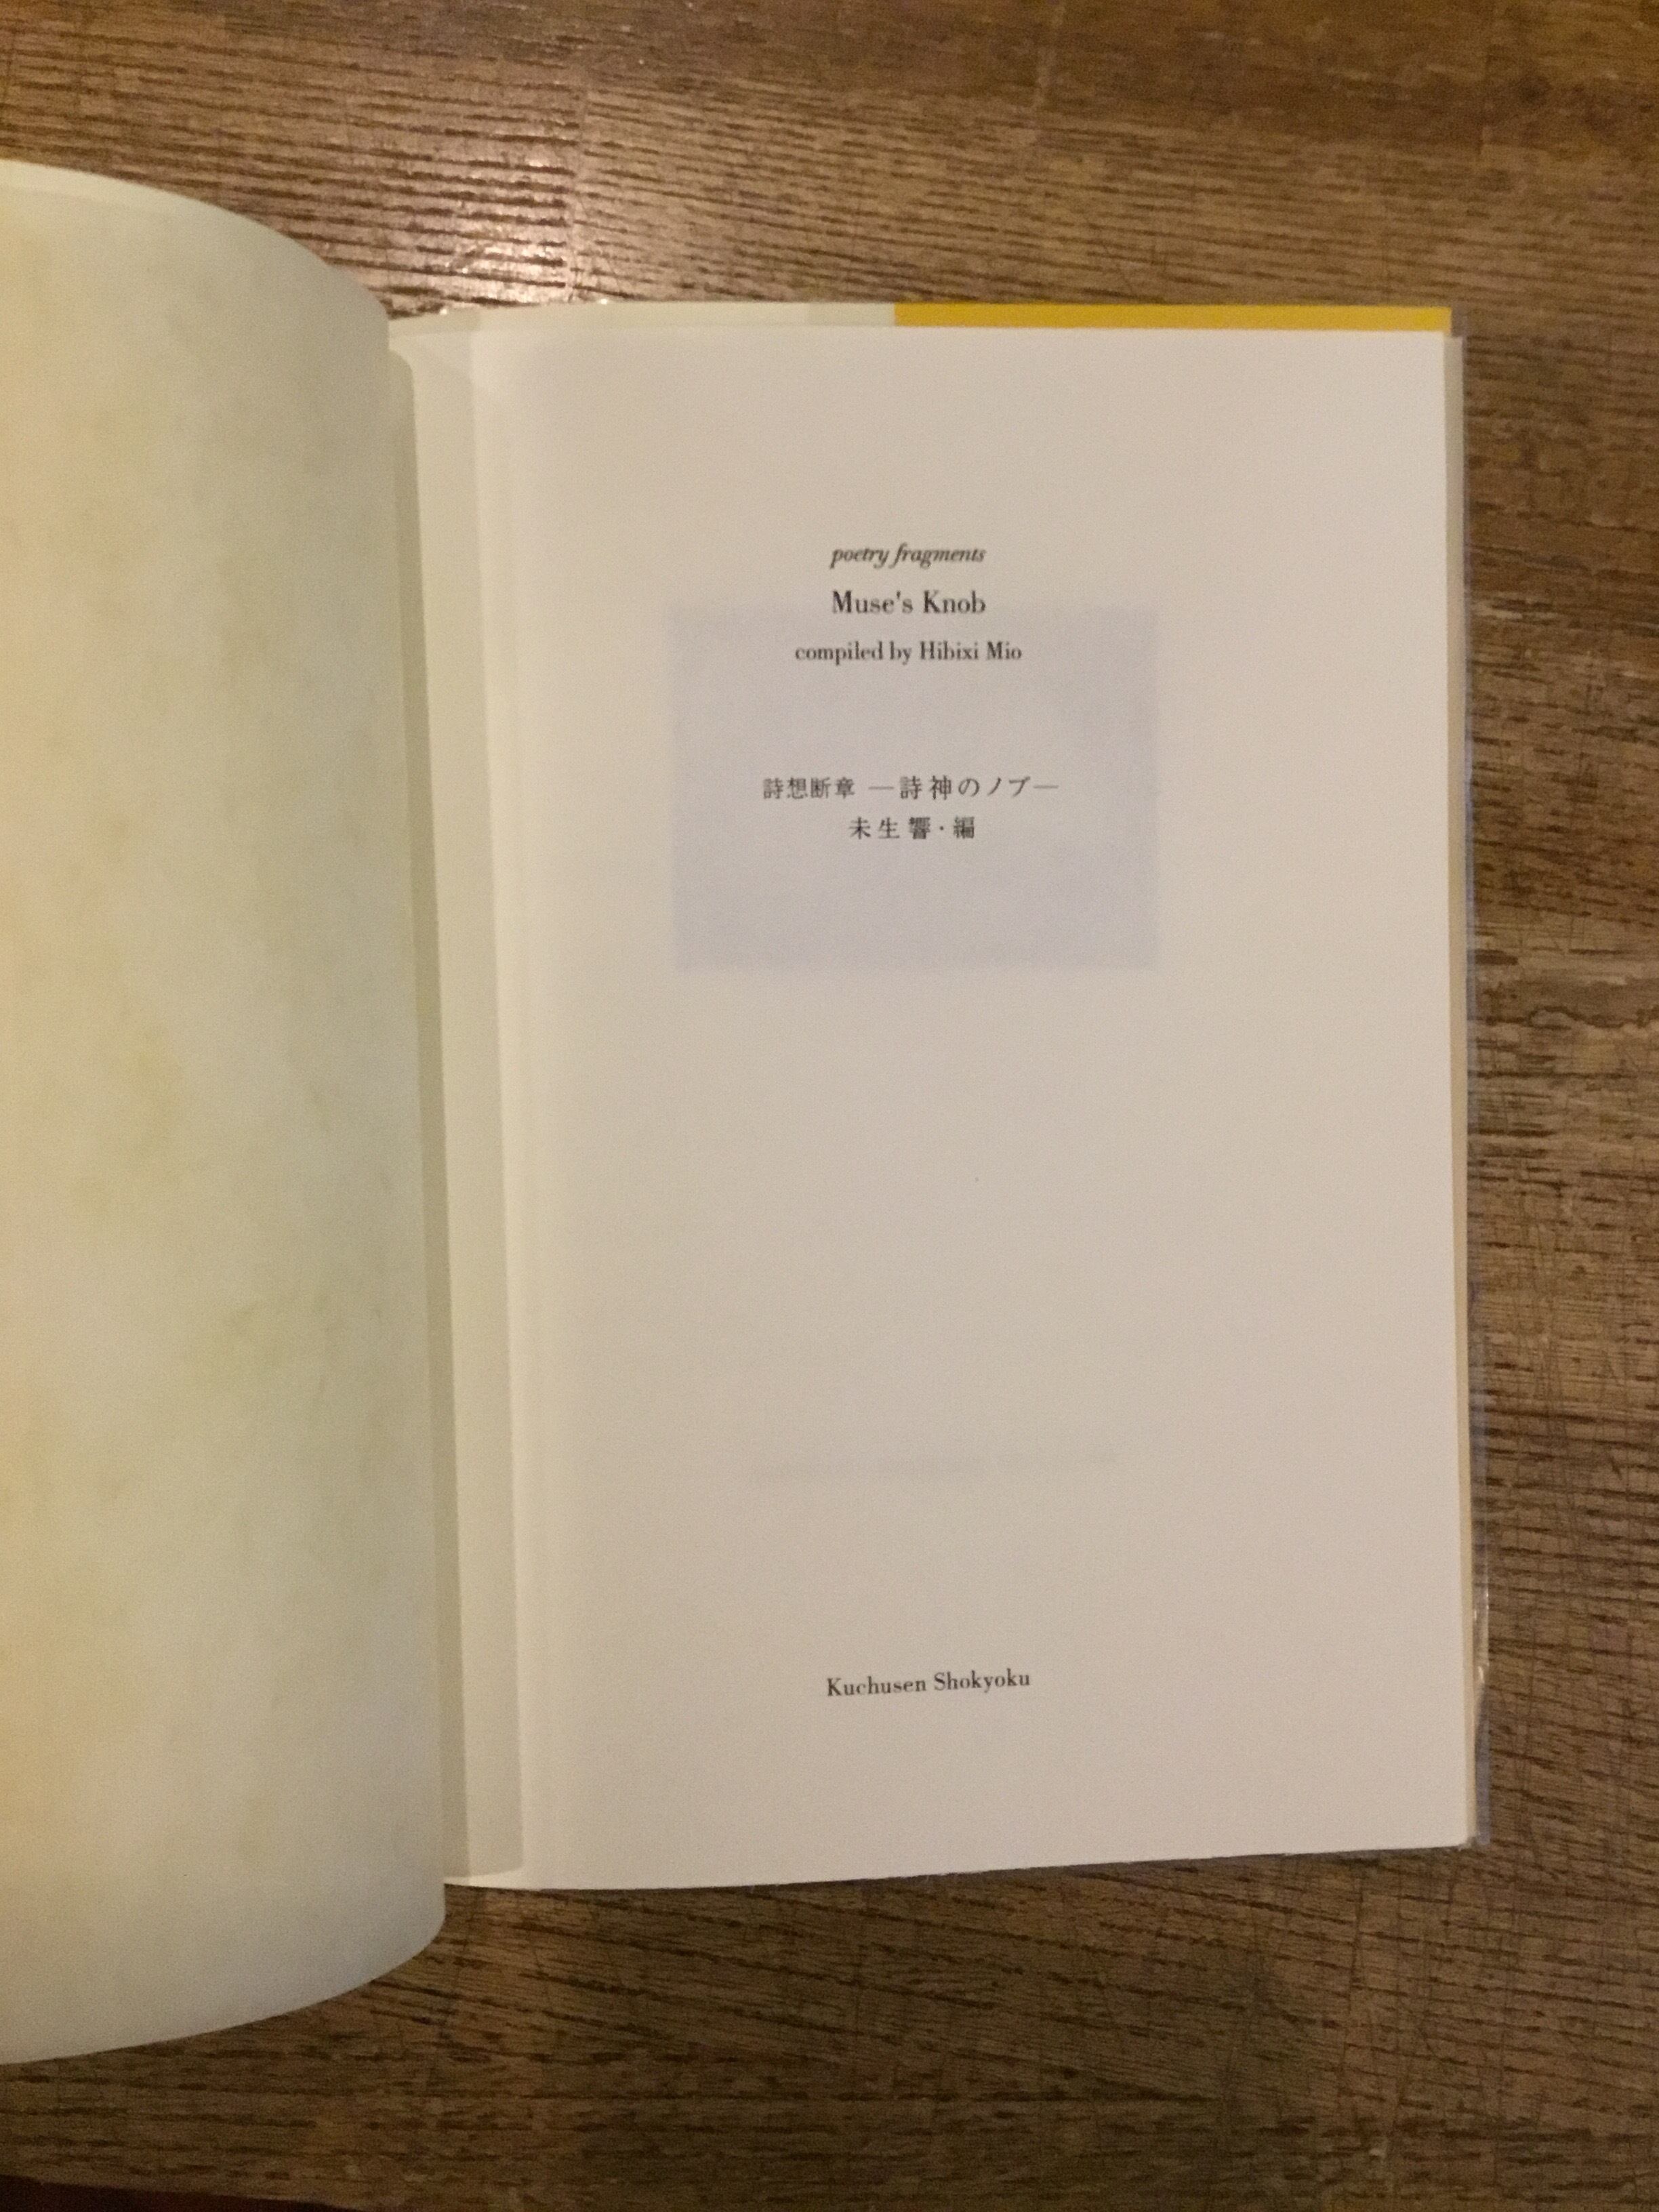 poetry fragments
Muse's Knob
compiled by Hibixi Mio
詩想断章 ―詩神のノブ―
未生響・編
Kuchusen Shokyoku